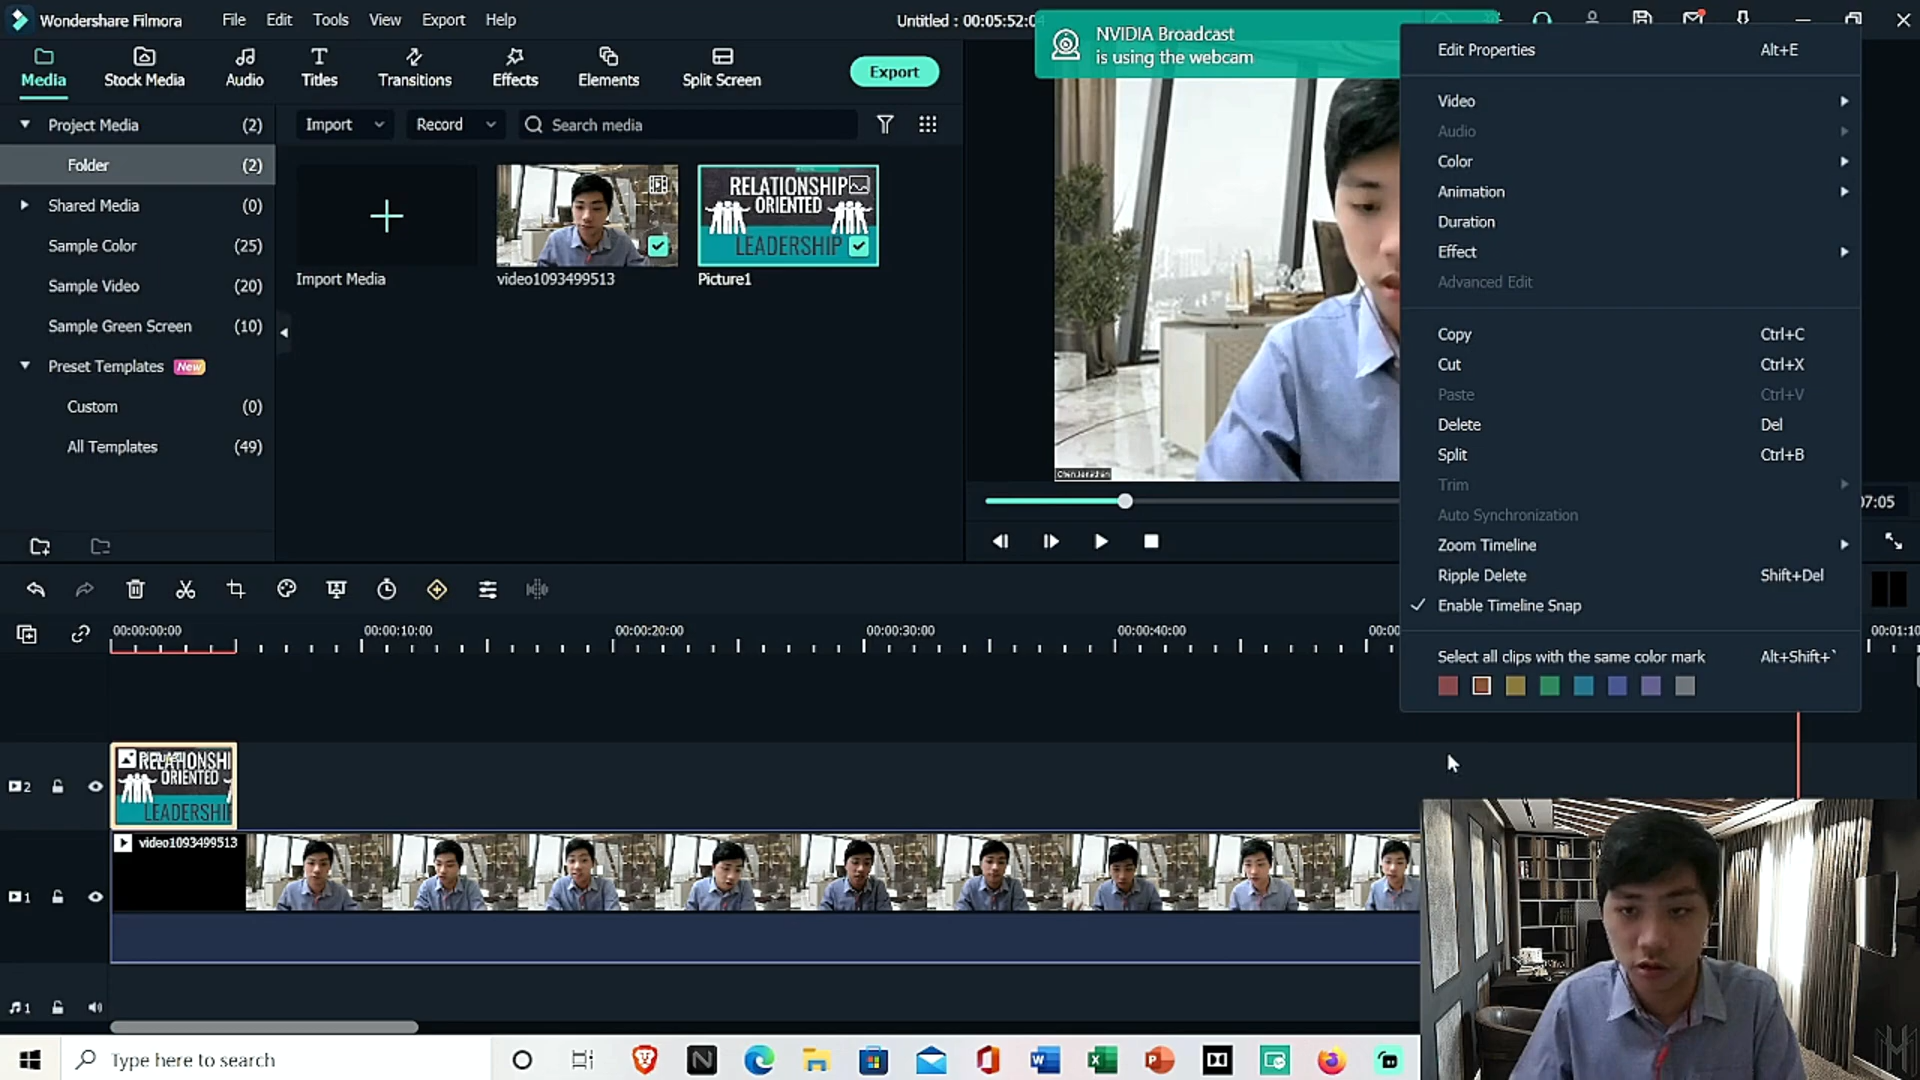 Wondershare Filmora
File Edit Tools View Export Help
Untitled : 00:05:52:0
NVIDIA Broadcast
is using the webcam
Media Stock Media Audio Titles Transitions Effects Elements Split Screen
Export
Project Media (2)
Folder (2)
Shared Media (0)
Sample Color (25)
Sample Video (20)
Sample Green Screen (10)
Preset Templates New
Custom (0)
All Templates (49)
Import Record Search media
RELATIONSHIP
ORIENTED
LEADERSHIP
Import Media
video1093499513
Picture1
Chen Jonathan
07:05
Edit Properties Alt+E
Video
Audio
Color
Animation
Duration
Effect
Advanced Edit
Copy Ctrl+C
Cut Ctrl+X
Paste Ctrl+V
Delete Del
Split Ctrl+B
Trim
Auto Synchronization
Zoom Timeline
Ripple Delete Shift+Del
Enable Timeline Snap
Select all clips with the same color mark Alt+Shift+`
00:00:00:00 00:00:10:00 00:00:20:00 00:00:30:00 00:00:40:00 00:00 00:01:10
2
RELATIONSHI
ORIENTED
LEADERSHIP
1
video1093499513
1
Type here to search